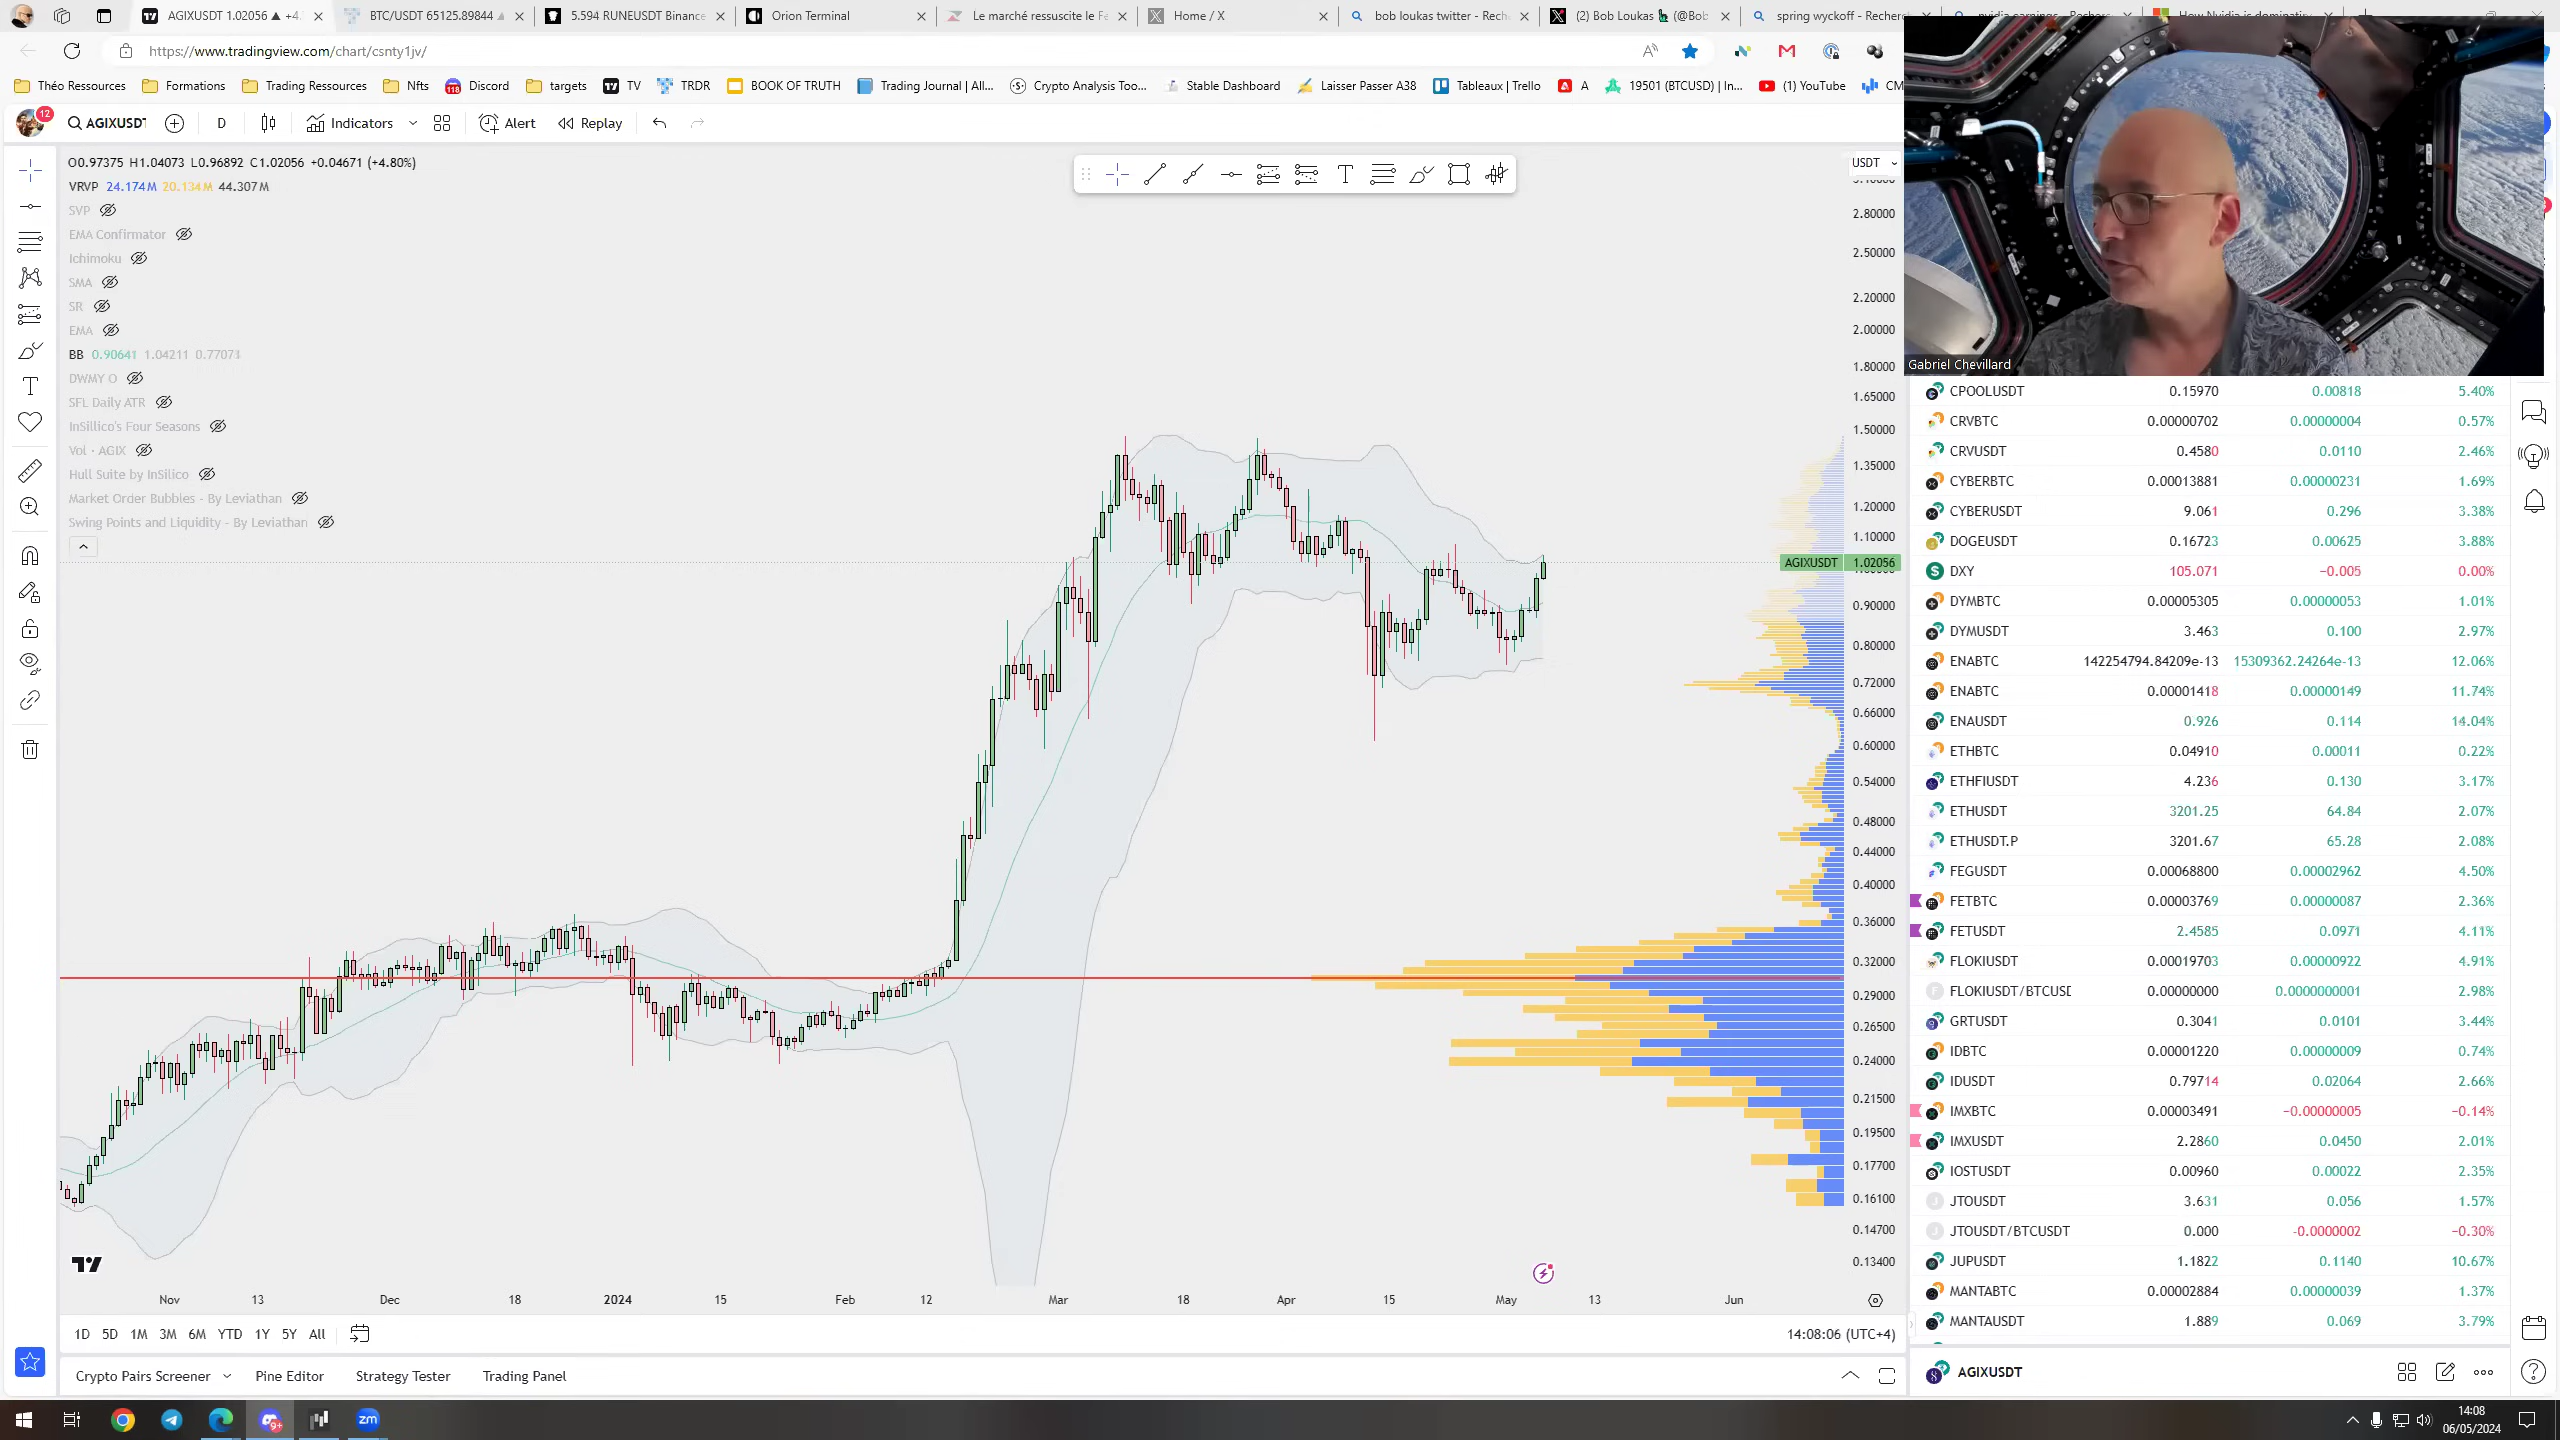 AGIXUSDT 1.02056 ▲ +4.
BTC/USDT 65125.89844
5.594 RUNEUSDT Binance
Orion Terminal
Le marché ressuscite le Fe
Home / X
bob loukas twitter - Rech
(2) Bob Loukas (@Bob
spring wyckoff - Recherc
https://www.tradingview.com/chart/csnty1jv/
Théo Ressources
Formations
Trading Ressources
Nfts
Discord
targets
TV
TRDR
BOOK OF TRUTH
Trading Journal | All...
Crypto Analysis Too...
Stable Dashboard
Laisser Passer A38
Tableaux | Trello
A
19501 (BTCUSD) | In...
(1) YouTube
CM
12
AGIXUSDT
D
Indicators
Alert
Replay
O0.97375 H1.04073 L0.96892 C1.02056 +0.04671 (+4.80%)
VRVP 24.174M 20.134M 44.307M
SVP
EMA Confirmator
Ichimoku
SMA
SR
EMA
BB 0.90641 1.04211 0.77071
DWMY O
SFL Daily ATR
InSillico's Four Seasons
Vol · AGIX
Hull Suite by InSilico
Market Order Bubbles - By Leviathan
Swing Points and Liquidity - By Leviathan
USDT
2.80000
2.50000
2.20000
2.00000
1.80000
1.65000
1.50000
1.35000
1.20000
1.10000
AGIXUSDT 1.02056
0.90000
0.80000
0.72000
0.66000
0.60000
0.54000
0.48000
0.44000
0.40000
0.36000
0.32000
0.29000
0.26500
0.24000
0.21500
0.19500
0.17700
0.16100
0.14700
0.13400
Nov 13 Dec 18 2024 15 Feb 12 Mar 18 Apr 15 May 13 Jun
1D 5D 1M 3M 6M YTD 1Y 5Y All
14:08:06 (UTC+4)
Crypto Pairs Screener
Pine Editor
Strategy Tester
Trading Panel
Gabriel Chevillard
CPOOLUSDT 0.15970 0.00818 5.40%
CRVBTC 0.00000702 0.00000004 0.57%
CRVUSDT 0.4580 0.0110 2.46%
CYBERBTC 0.00013881 0.00000231 1.69%
CYBERUSDT 9.061 0.296 3.38%
DOGEUSDT 0.16723 0.00625 3.88%
DXY 105.071 −0.005 0.00%
DYMBTC 0.00005305 0.00000053 1.01%
DYMUSDT 3.463 0.100 2.97%
ENABTC 142254794.84209e-13 15309362.24264e-13 12.06%
ENABTC 0.00001418 0.00000149 11.74%
ENAUSDT 0.926 0.114 14.04%
ETHBTC 0.04910 0.00011 0.22%
ETHFIUSDT 4.236 0.130 3.17%
ETHUSDT 3201.25 64.84 2.07%
ETHUSDT.P 3201.67 65.28 2.08%
FEGUSDT 0.00068800 0.00002962 4.50%
FETBTC 0.00003769 0.00000087 2.36%
FETUSDT 2.4585 0.0971 4.11%
FLOKIUSDT 0.00019703 0.00000922 4.91%
FLOKIUSDT/BTCUSD 0.00000000 0.0000000001 2.98%
GRTUSDT 0.3041 0.0101 3.44%
IDBTC 0.00001220 0.00000009 0.74%
IDUSDT 0.79714 0.02064 2.66%
IMXBTC 0.00003491 −0.00000005 −0.14%
IMXUSDT 2.2860 0.0450 2.01%
IOSTUSDT 0.00960 0.00022 2.35%
JTOUSDT 3.631 0.056 1.57%
JTOUSDT/BTCUSDT 0.000 -0.0000002 −0.30%
JUPUSDT 1.1822 0.1140 10.67%
MANTABTC 0.00002884 0.00000039 1.37%
MANTAUSDT 1.889 0.069 3.79%
AGIXUSDT
zm
14:08
06/05/2024